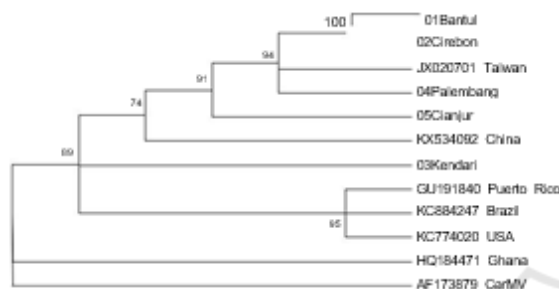 100
01Bantul
02Cirebon
94
JX020701 Taiwan
91
04Palembang
74
05Cianjur
KX534092 China
89
03Kendari
GU191840 Puerto Rico
KC884247 Brazil
95
KC774020 USA
HQ184471 Ghana
AF173879 CarMV